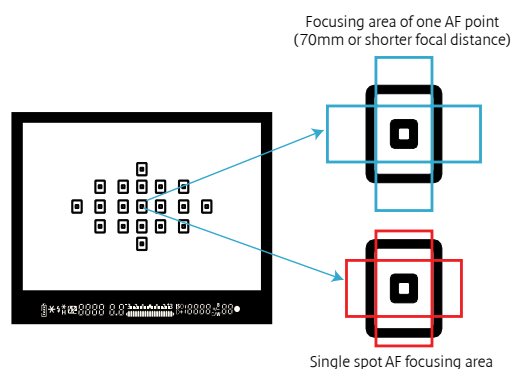 Focusing area of one AF point
(70mm or shorter focal distance)
Single spot AF focusing area